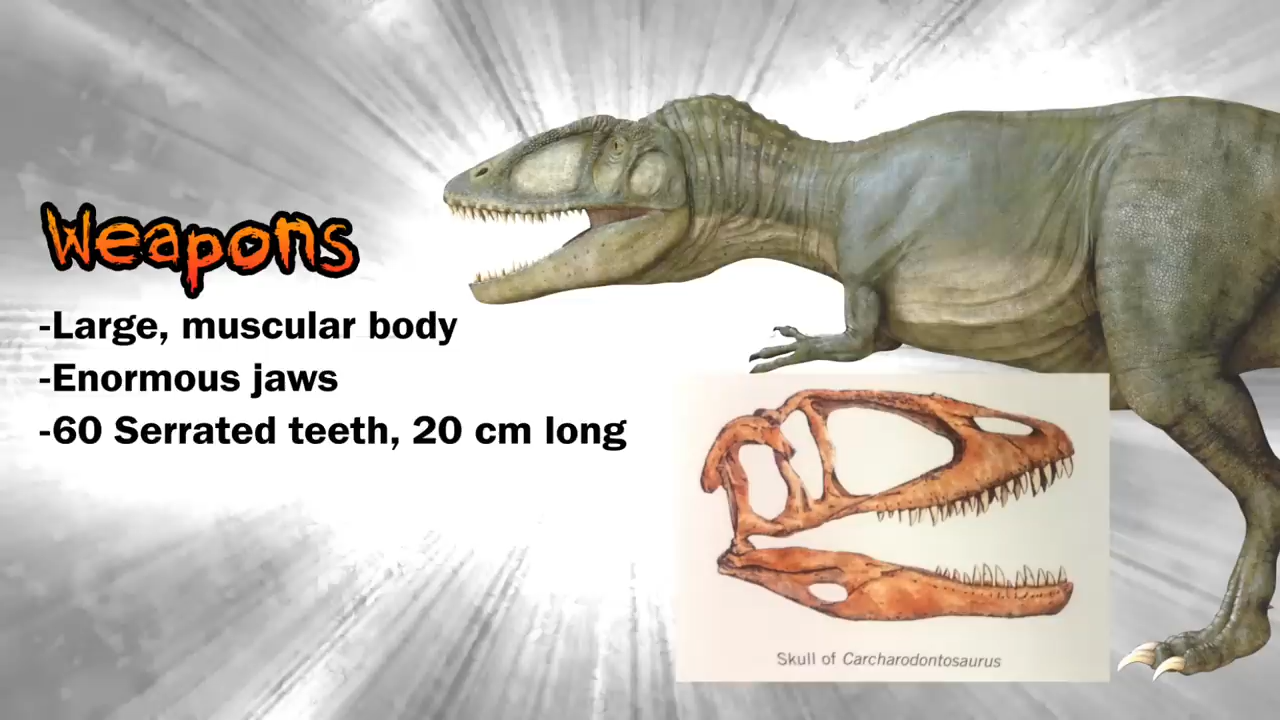 Weapons
-Large, muscular body
-Enormous jaws
-60 Serrated teeth, 20 cm long
Skull of Carcharodontosaurus